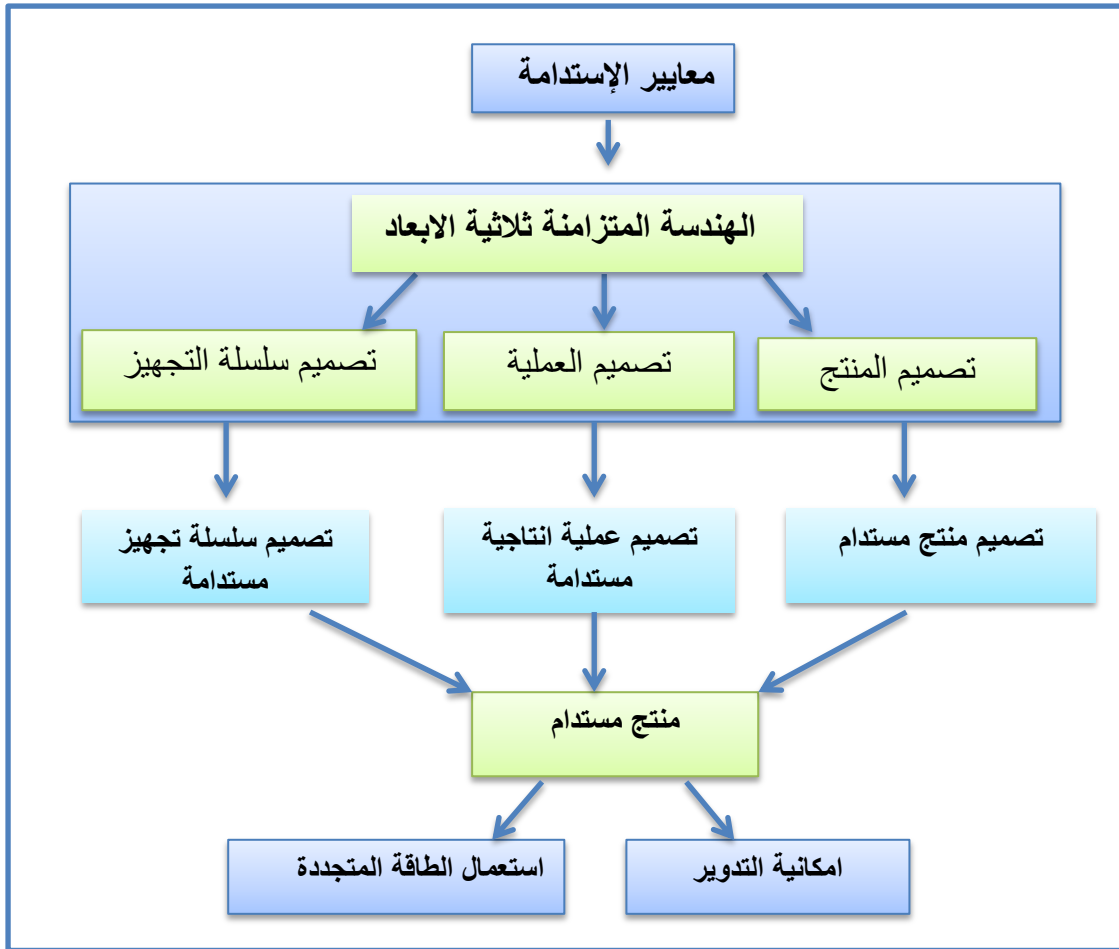 معايير الإستدامة
الهندسة المتزامنة ثلاثية الابعاد
تصميم المنتج
تصميم العملية
تصميم سلسلة التجهيز
تصميم منتج مستدام
تصميم عملية انتاجية
مستدامة
تصميم سلسلة تجهيز
مستدامة
منتج مستدام
امكانية التدوير
استعمال الطاقة المتجددة